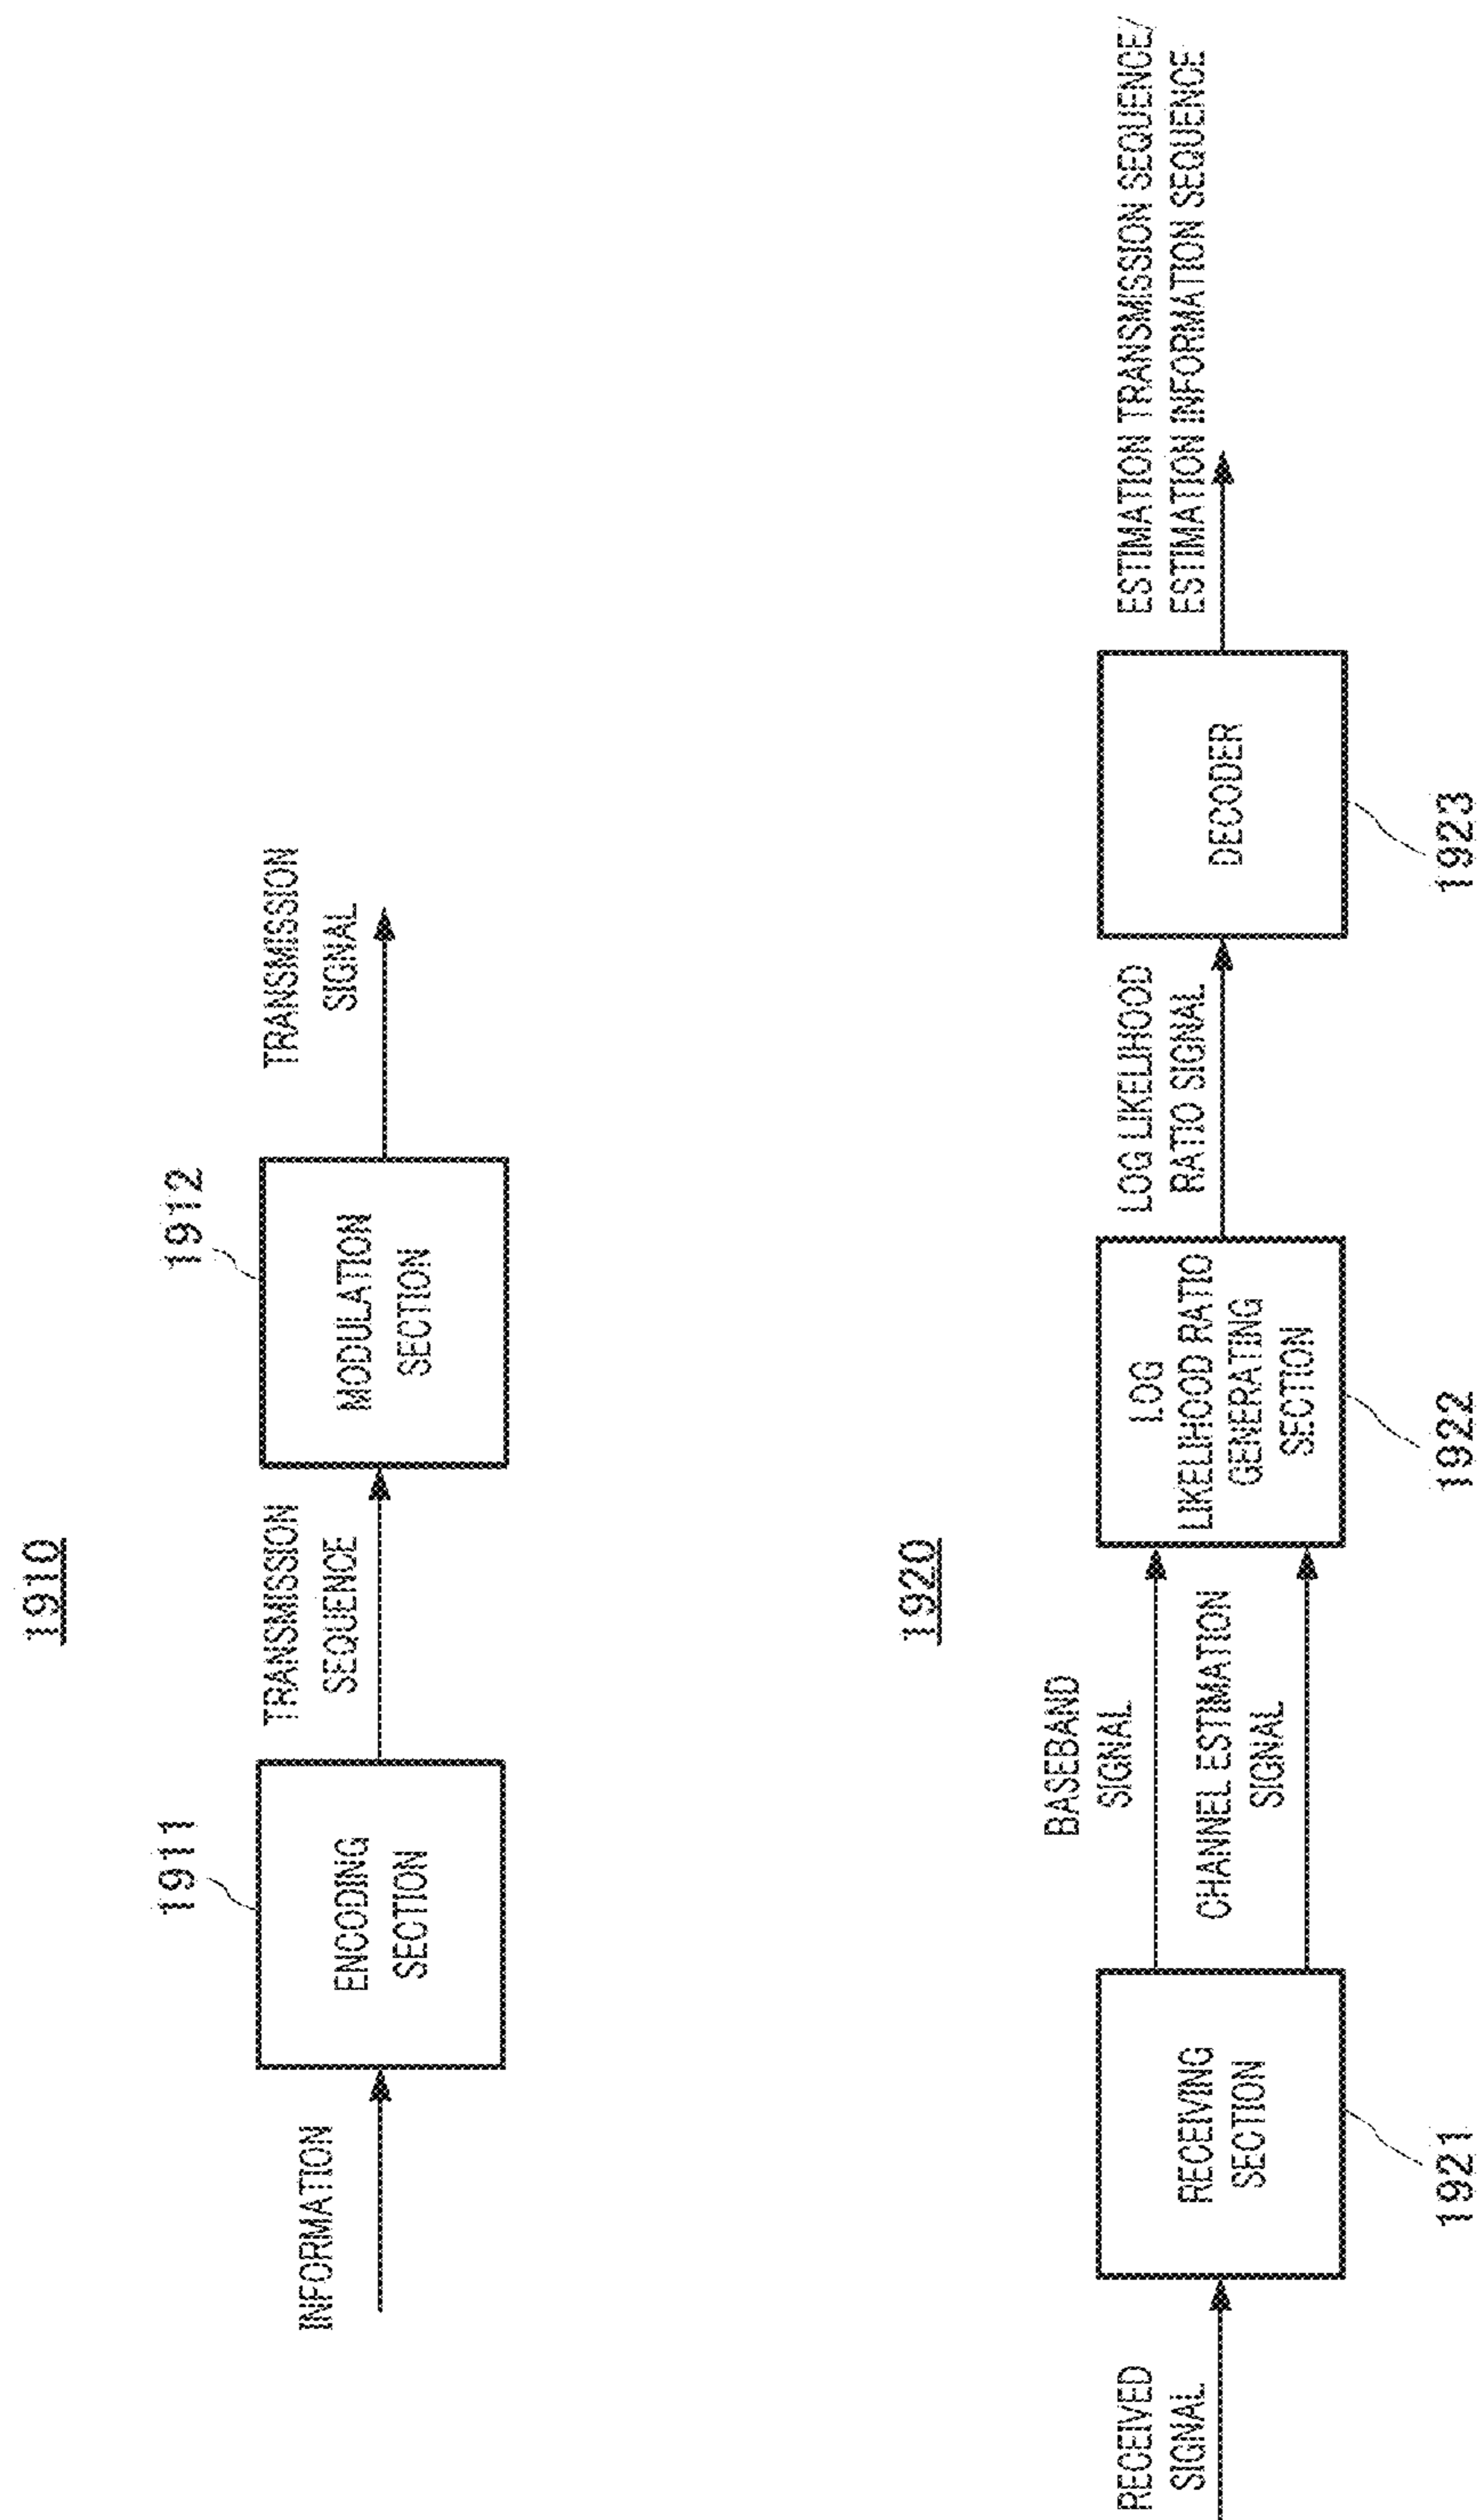 1910
1911
1912
INFORMATION
ENCODING
SECTION
TRANSMISSION
SEQUENCE
MODULATION
SECTION
TRANSMISSION
SIGNAL
1920
RECEIVED
SIGNAL
RECEIVING
SECTION
BASEBAND
SIGNAL
CHANNEL ESTIMATION
SIGNAL
LOG
LIKELIHOOD RATIO
GENERATING
SECTION
LOG LIKELIHOOD
RATIO SIGNAL
DECODER
ESTIMATION TRANSMISSION SEQUENCE/
ESTIMATION INFORMATION SEQUENCE
1921
1922
1923